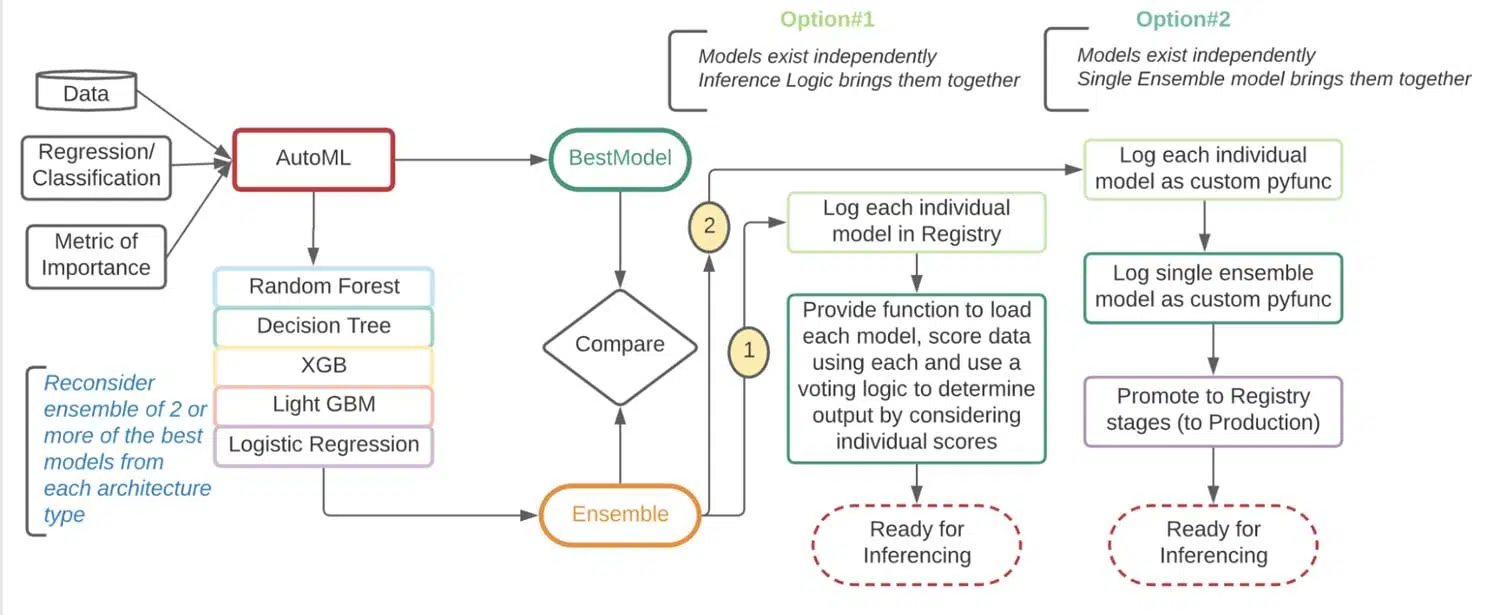 Option#1
Models exist independently
Inference Logic brings them together
Option#2
Models exist independently
Single Ensemble model brings them together
Data
Regression/
Classification
Metric of
Importance
AutoML
BestModel
Random Forest
Decision Tree
XGB
Light GBM
Logistic Regression
Reconsider
ensemble of 2 or
more of the best
models from
each architecture
type
Compare
Ensemble
2
1
Log each individual
model in Registry
Provide function to load
each model, score data
using each and use a
voting logic to determine
output by considering
individual scores
Ready for
Inferencing
Log each individual
model as custom pyfunc
Log single ensemble
model as custom pyfunc
Promote to Registry
stages (to Production)
Ready for
Inferencing